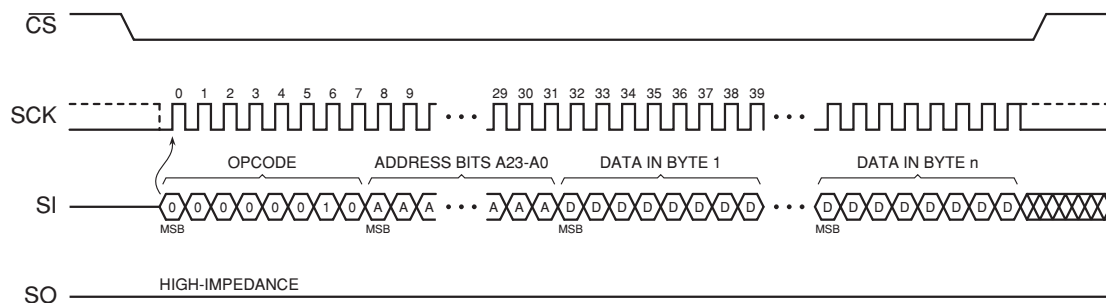 CS
SCK
0 1 2 3 4 5 6 7 8 9 29 30 31 32 33 34 35 36 37 38 39
OPCODE ADDRESS BITS A23-A0 DATA IN BYTE 1 DATA IN BYTE n
SI
0 0 0 0 0 0 1 0 A A A A A A D D D D D D D D D D D D D D D D
MSB MSB MSB MSB
HIGH-IMPEDANCE
SO